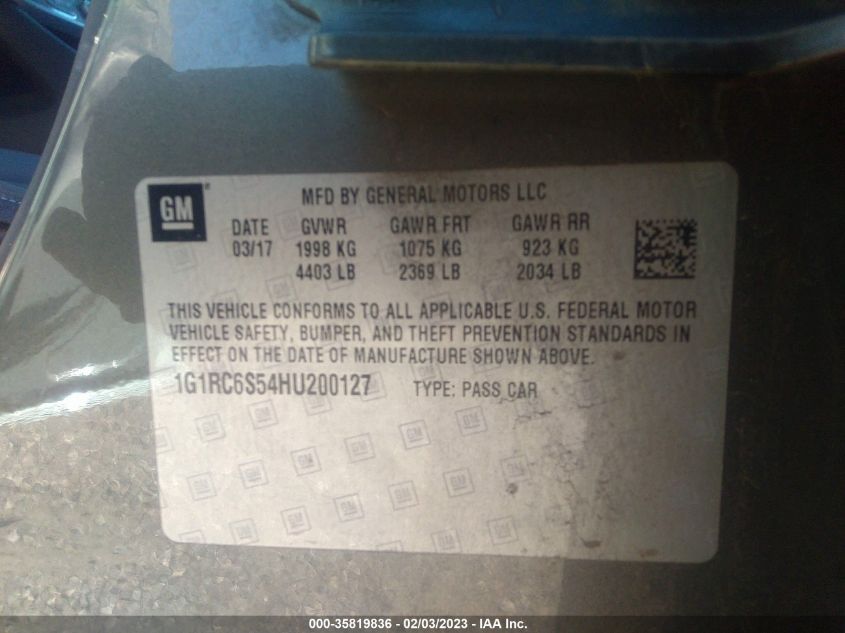 GM
MFD BY GENERAL MOTORS LLC
DATE GVWR GAWR FRT GAWR RR
03/17 1998 KG 1075 KG 923 KG
4403 LB 2369 LB 2034 LB
THIS VEHICLE CONFORMS TO ALL APPLICABLE U.S. FEDERAL MOTOR
VEHICLE SAFETY, BUMPER, AND THEFT PREVENTION STANDARDS IN
EFFECT ON THE DATE OF MANUFACTURE SHOWN ABOVE.
1G1RC6S54HU200127 TYPE: PASS CAR
000-35819836 - 02/03/2023 - IAA Inc.